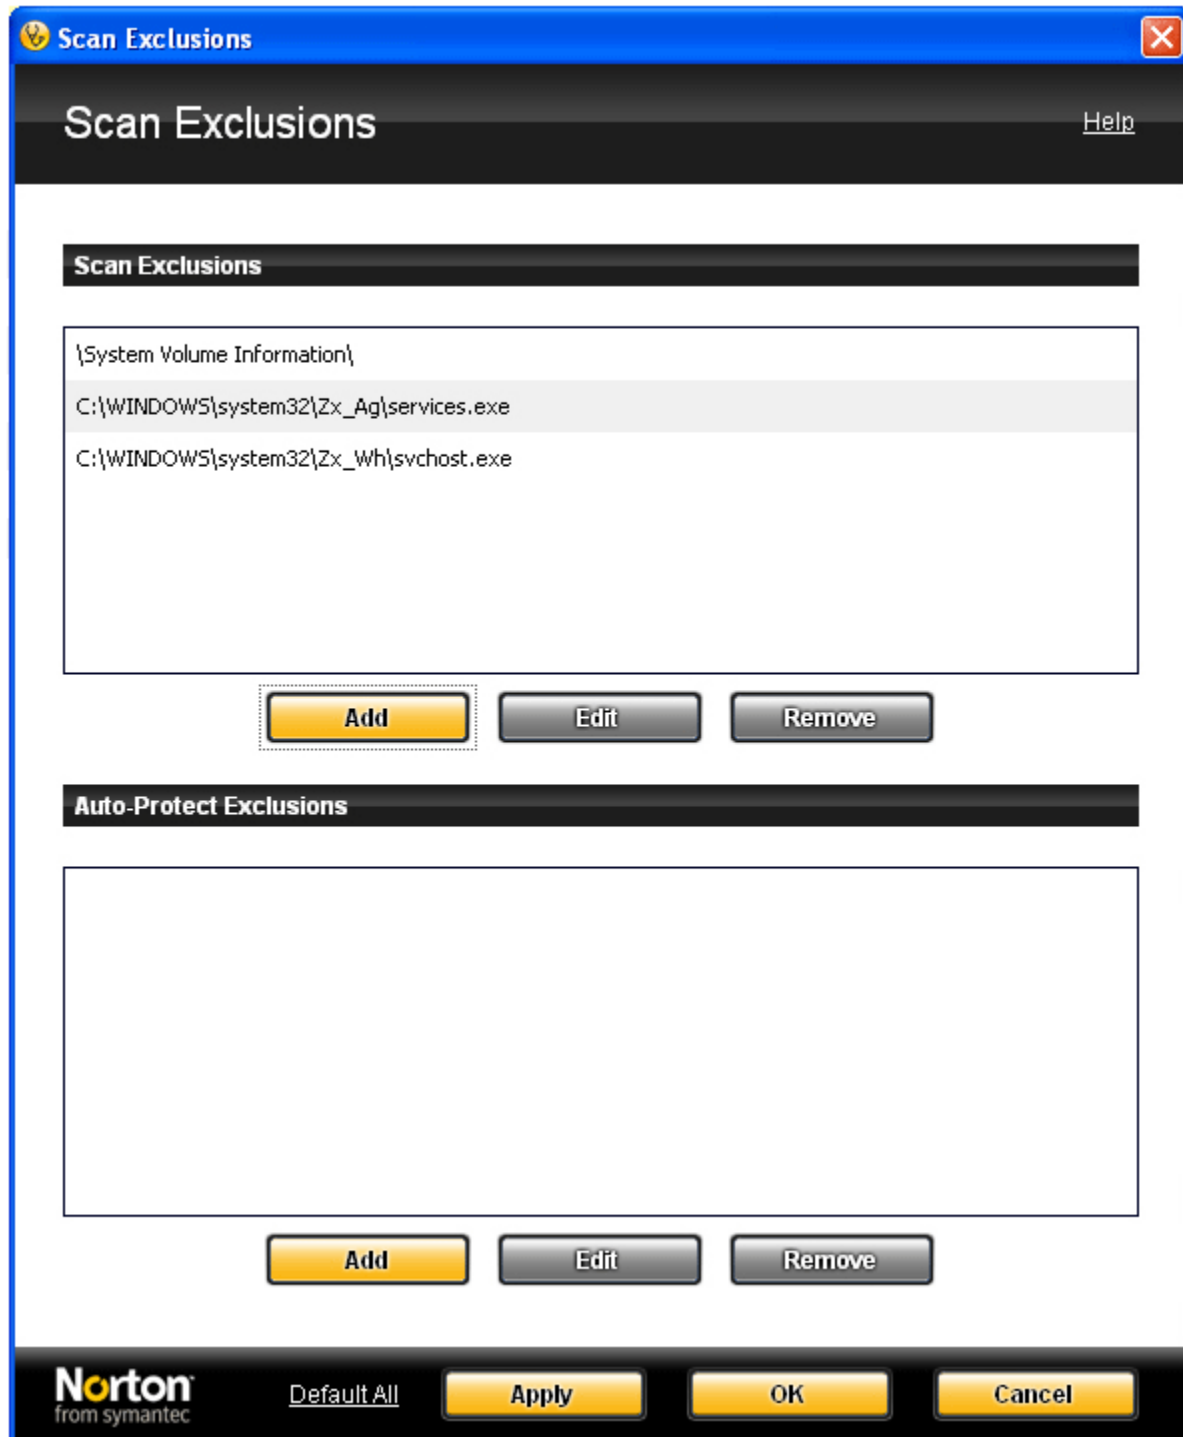 Scan Exclusions
Scan Exclusions
Help
Scan Exclusions
\System Volume Information\
C:\WINDOWS\system32\Zx_Ag\services.exe
C:\WINDOWS\system32\Zx_Wh\svchost.exe
Add Edit Remove
Auto-Protect Exclusions
Add Edit Remove
Norton
from symantec
Default All Apply OK Cancel